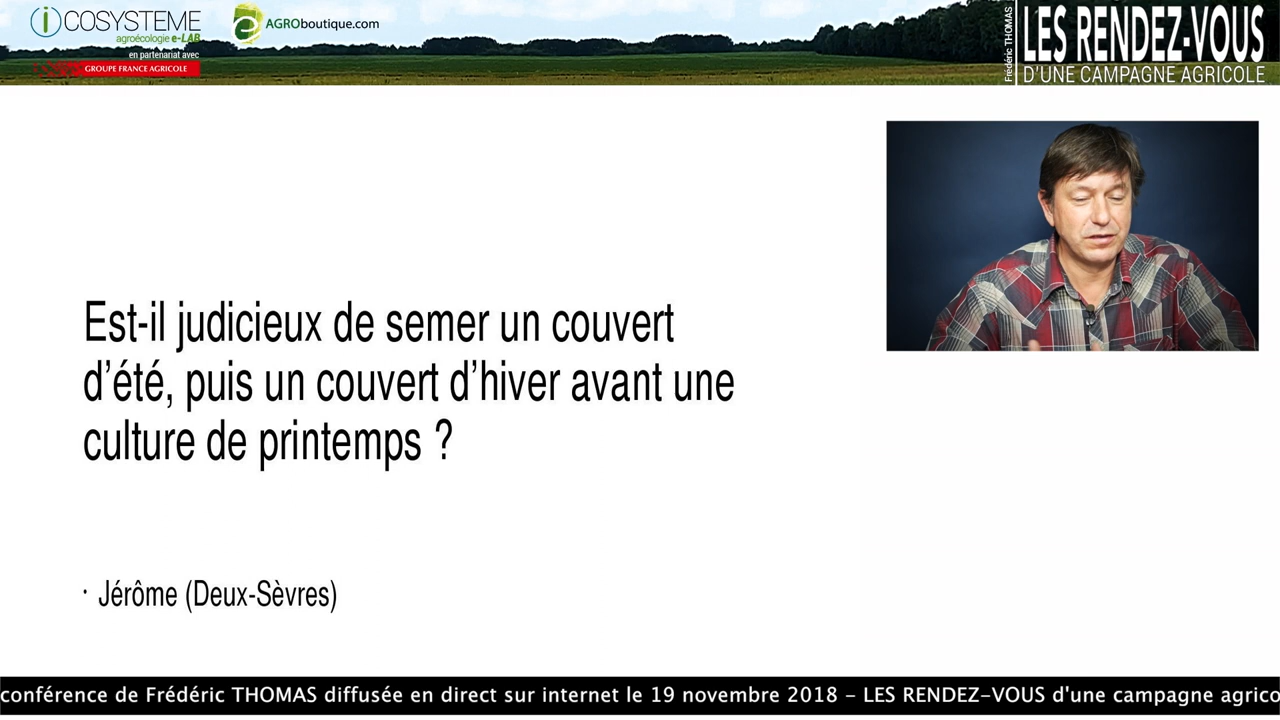 iCOSYSTEME
agroécologie e-LAB
en partenariat avec
GROUPE FRANCE AGRICOLE
e AGROboutique.com
Frédéric THOMAS
LES RENDEZ-VOUS
D'UNE CAMPAGNE AGRICOLE
Est-il judicieux de semer un couvert
d'été, puis un couvert d'hiver avant une
culture de printemps ?
· Jérôme (Deux-Sèvres)
conférence de Frédéric THOMAS diffusée en direct sur internet le 19 novembre 2018 – LES RENDEZ-VOUS d'une campagne agrico